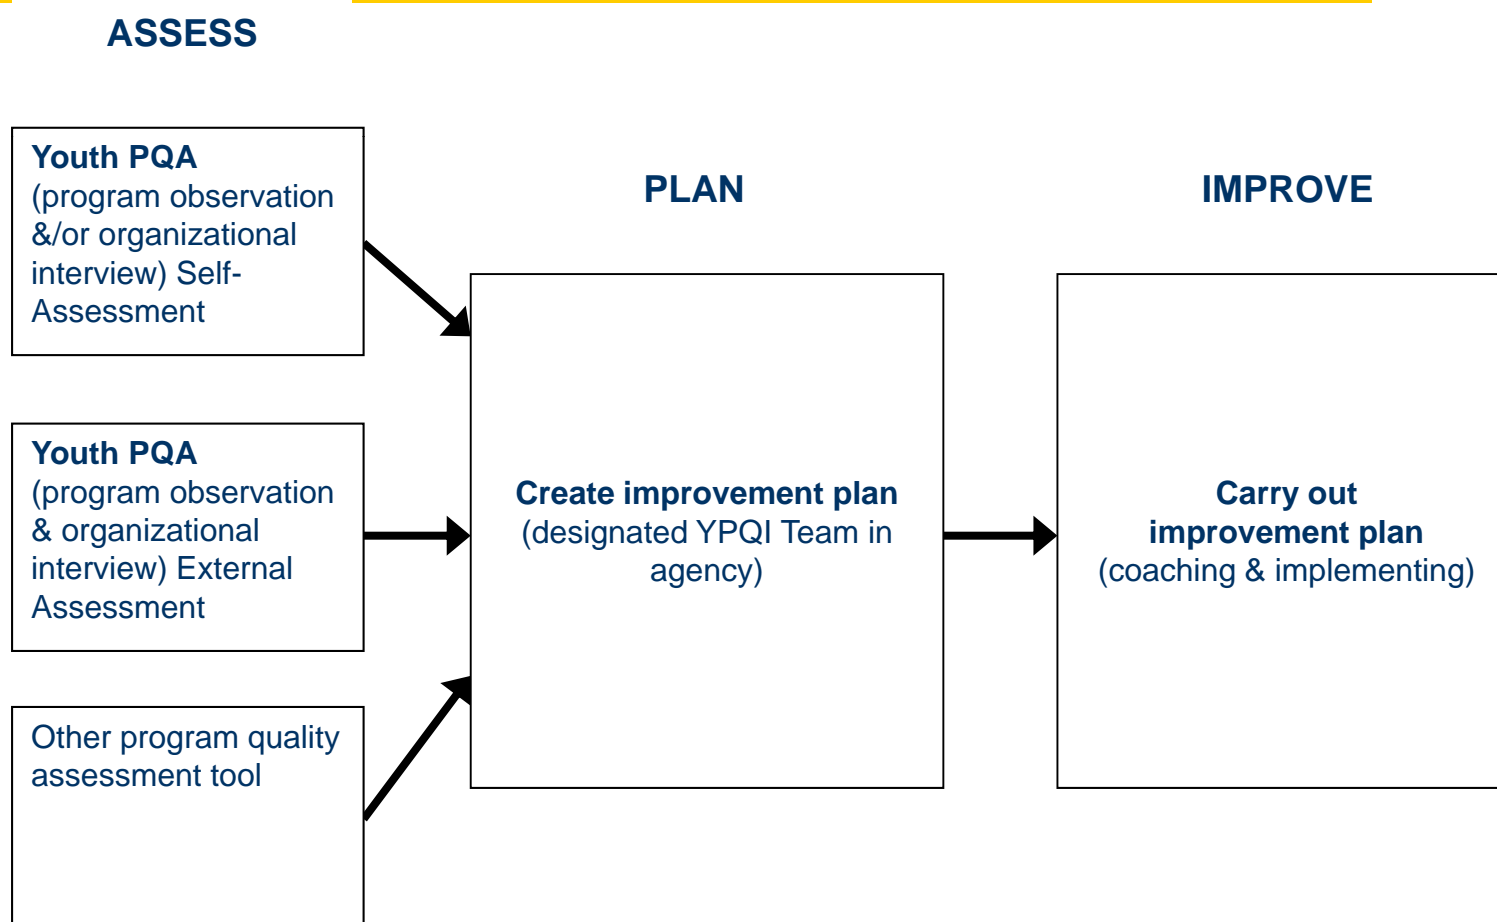 ASSESS
Youth PQA
(program observation
&/or organizational
interview) Self-
Assessment
Youth PQA
(program observation
& organizational
interview) External
Assessment
Other program quality
assessment tool
PLAN
Create improvement plan
(designated YPQI Team in
agency)
IMPROVE
Carry out
improvement plan
(coaching & implementing)